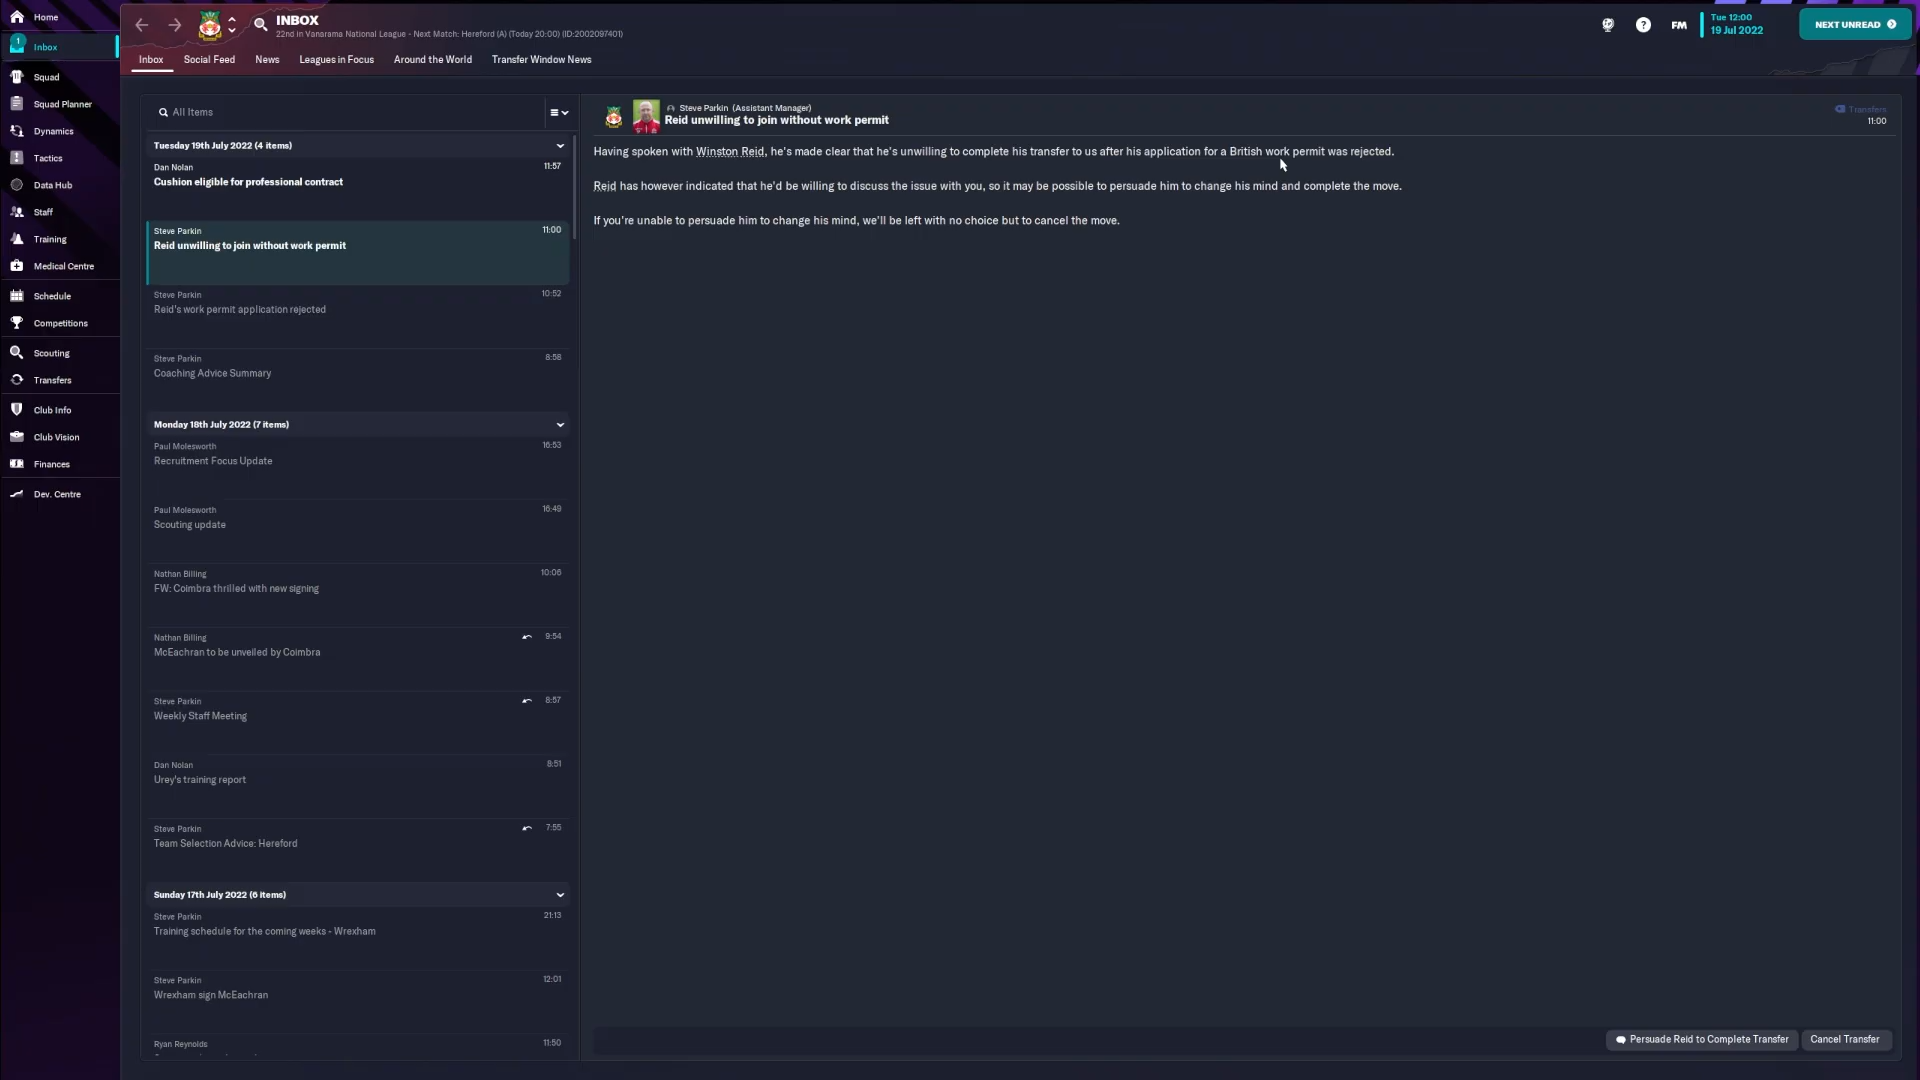 Home
INBOX
22nd in Vanarama National League - Next Match: Hereford (A) (Today 20:00) (ID:2002097401)
FM
Tue 12:00
19 Jul 2022
NEXT UNREAD
1
Inbox
Squad
Squad Planner
Dynamics
Tactics
Data Hub
Staff
Training
Medical Centre
Schedule
Competitions
Scouting
Transfers
Club Info
Club Vision
Finances
Dev. Centre
Inbox Social Feed News Leagues in Focus Around the World Transfer Window News
All Items
Tuesday 19th July 2022 (4 items)
Dan Nolan 11:57
Cushion eligible for professional contract
Steve Parkin 11:00
Reid unwilling to join without work permit
Steve Parkin 10:52
Reid's work permit application rejected
Steve Parkin 8:58
Coaching Advice Summary
Monday 18th July 2022 (7 items)
Paul Molesworth 16:53
Recruitment Focus Update
Paul Molesworth 16:49
Scouting update
Nathan Billing 10:06
FW: Coimbra thrilled with new signing
Nathan Billing 9:54
McEachran to be unveiled by Coimbra
Steve Parkin 8:57
Weekly Staff Meeting
Dan Nolan 8:51
Urey's training report
Steve Parkin 7:55
Team Selection Advice: Hereford
Sunday 17th July 2022 (6 items)
Steve Parkin 21:13
Training schedule for the coming weeks - Wrexham
Steve Parkin 12:01
Wrexham sign McEachran
Ryan Reynolds 11:50
Steve Parkin (Assistant Manager)
Reid unwilling to join without work permit
Transfers
11:00
Having spoken with Winston Reid, he's made clear that he's unwilling to complete his transfer to us after his application for a British work permit was rejected.
Reid has however indicated that he'd be willing to discuss the issue with you, so it may be possible to persuade him to change his mind and complete the move.
If you're unable to persuade him to change his mind, we'll be left with no choice but to cancel the move.
Persuade Reid to Complete Transfer
Cancel Transfer